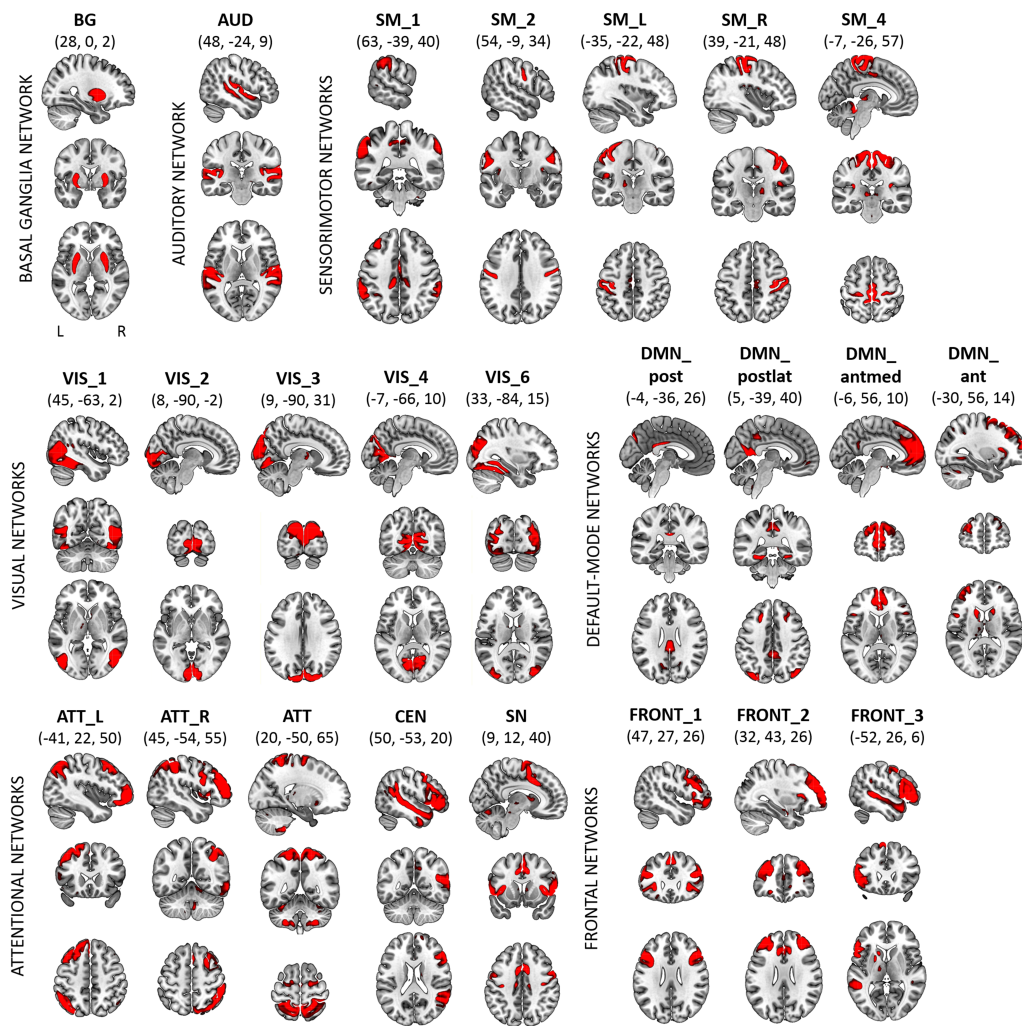 BG
(28, 0, 2)
AUD
(48, -24, 9)
SM_1
(63, -39, 40)
SM_2
(54, -9, 34)
SM_L
(-35, -22, 48)
SM_R
(39, -21, 48)
SM_4
(-7, -26, 57)
BASAL GANGLIA NETWORK
AUDITORY NETWORK
SENSORIMOTOR NETWORKS
L R
VIS_1
(45, -63, 2)
VIS_2
(8, -90, -2)
VIS_3
(9, -90, 31)
VIS_4
(-7, -66, 10)
VIS_6
(33, -84, 15)
VISUAL NETWORKS
DMN_
post
(-4, -36, 26)
DMN_
postlat
(5, -39, 40)
DMN_
antmed
(-6, 56, 10)
DMN_
ant
(-30, 56, 14)
DEFAULT-MODE NETWORKS
ATT_L
(-41, 22, 50)
ATT_R
(45, -54, 55)
ATT
(20, -50, 65)
CEN
(50, -53, 20)
SN
(9, 12, 40)
ATTENTIONAL NETWORKS
FRONT_1
(47, 27, 26)
FRONT_2
(32, 43, 26)
FRONT_3
(-52, 26, 6)
FRONTAL NETWORKS